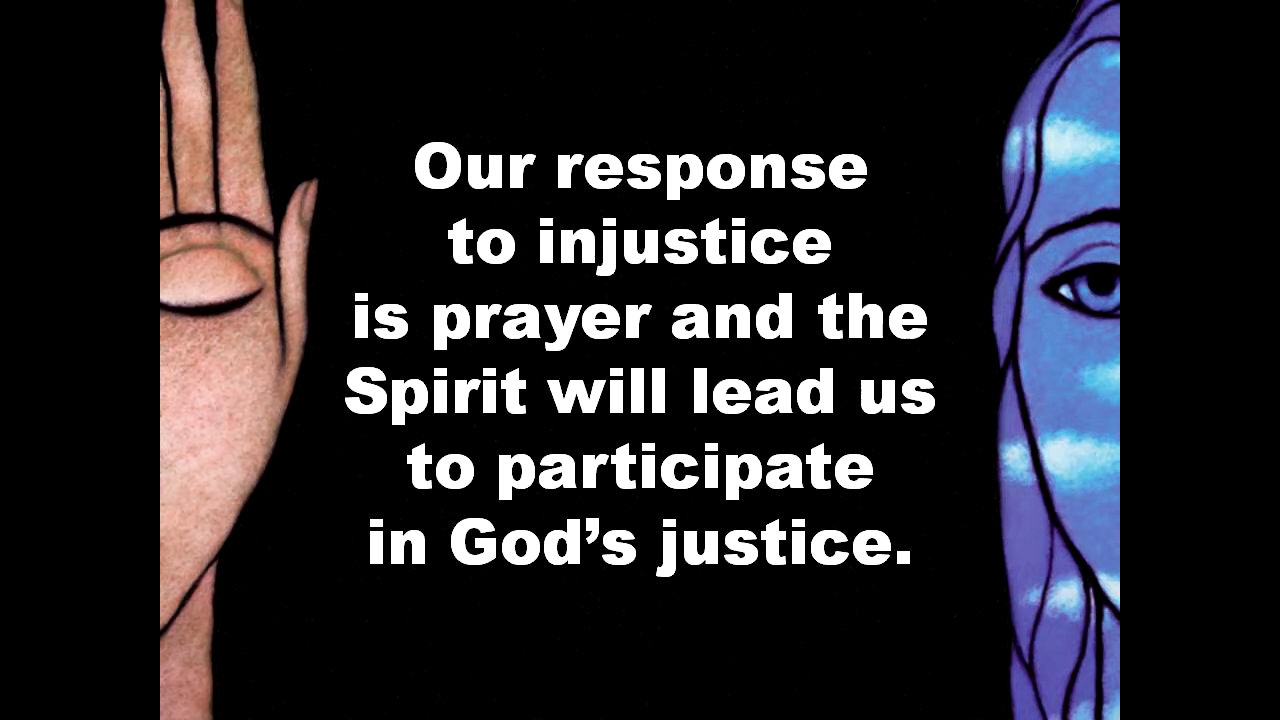 Our response
to injustice
is prayer and the
Spirit will lead us
to participate
in God’s justice.